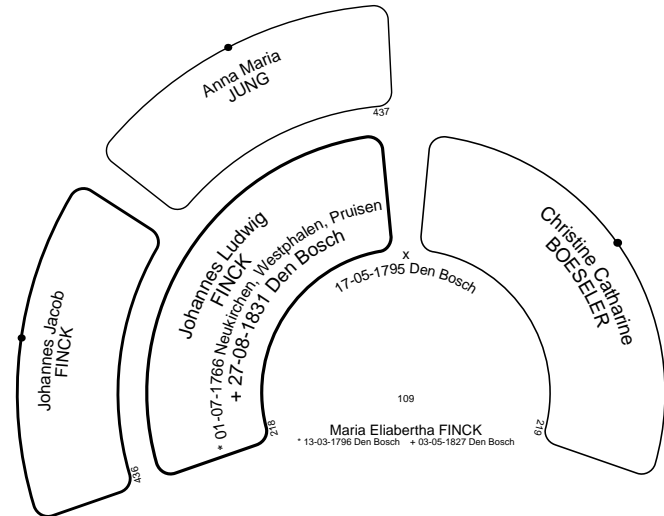 Anna Maria
JUNG
437
Johannes Jacob
FINCK
436
Johannes Ludwig
FINCK
* 01-07-1766 Neukirchen, Westphalen, Pruisen
+ 27-08-1831 Den Bosch
218
x
17-05-1795 Den Bosch
Christine Catharine
BOESELER
219
109
Maria Eliabertha FINCK
* 13-03-1796 Den Bosch + 03-05-1827 Den Bosch